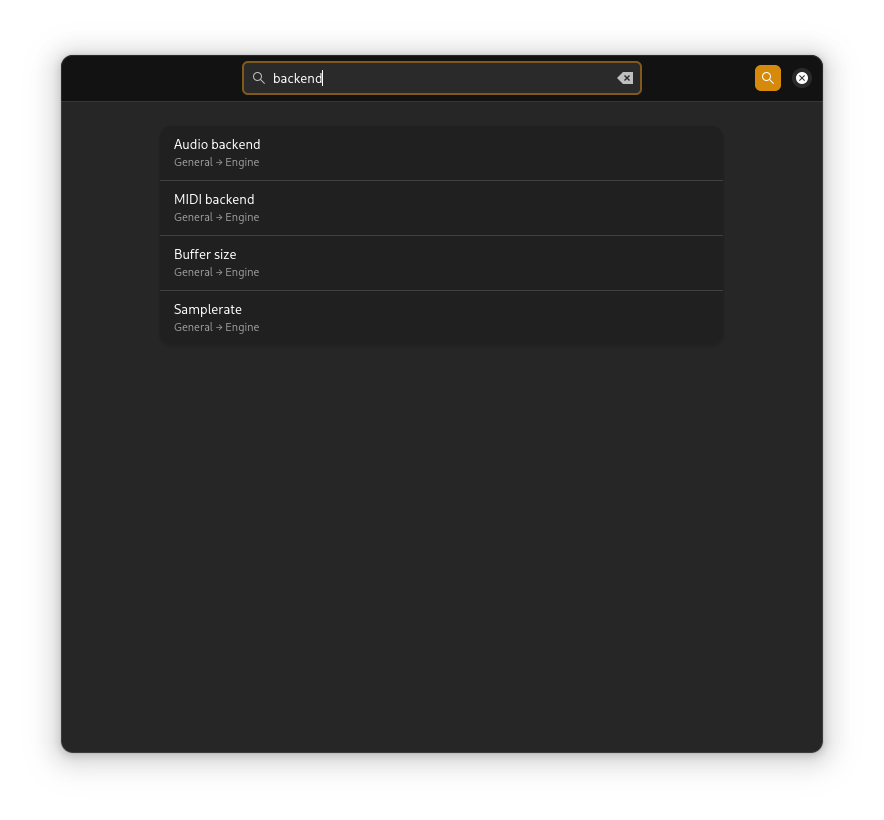 backend
Audio backend
General → Engine
MIDI backend
General → Engine
Buffer size
General → Engine
Samplerate
General → Engine